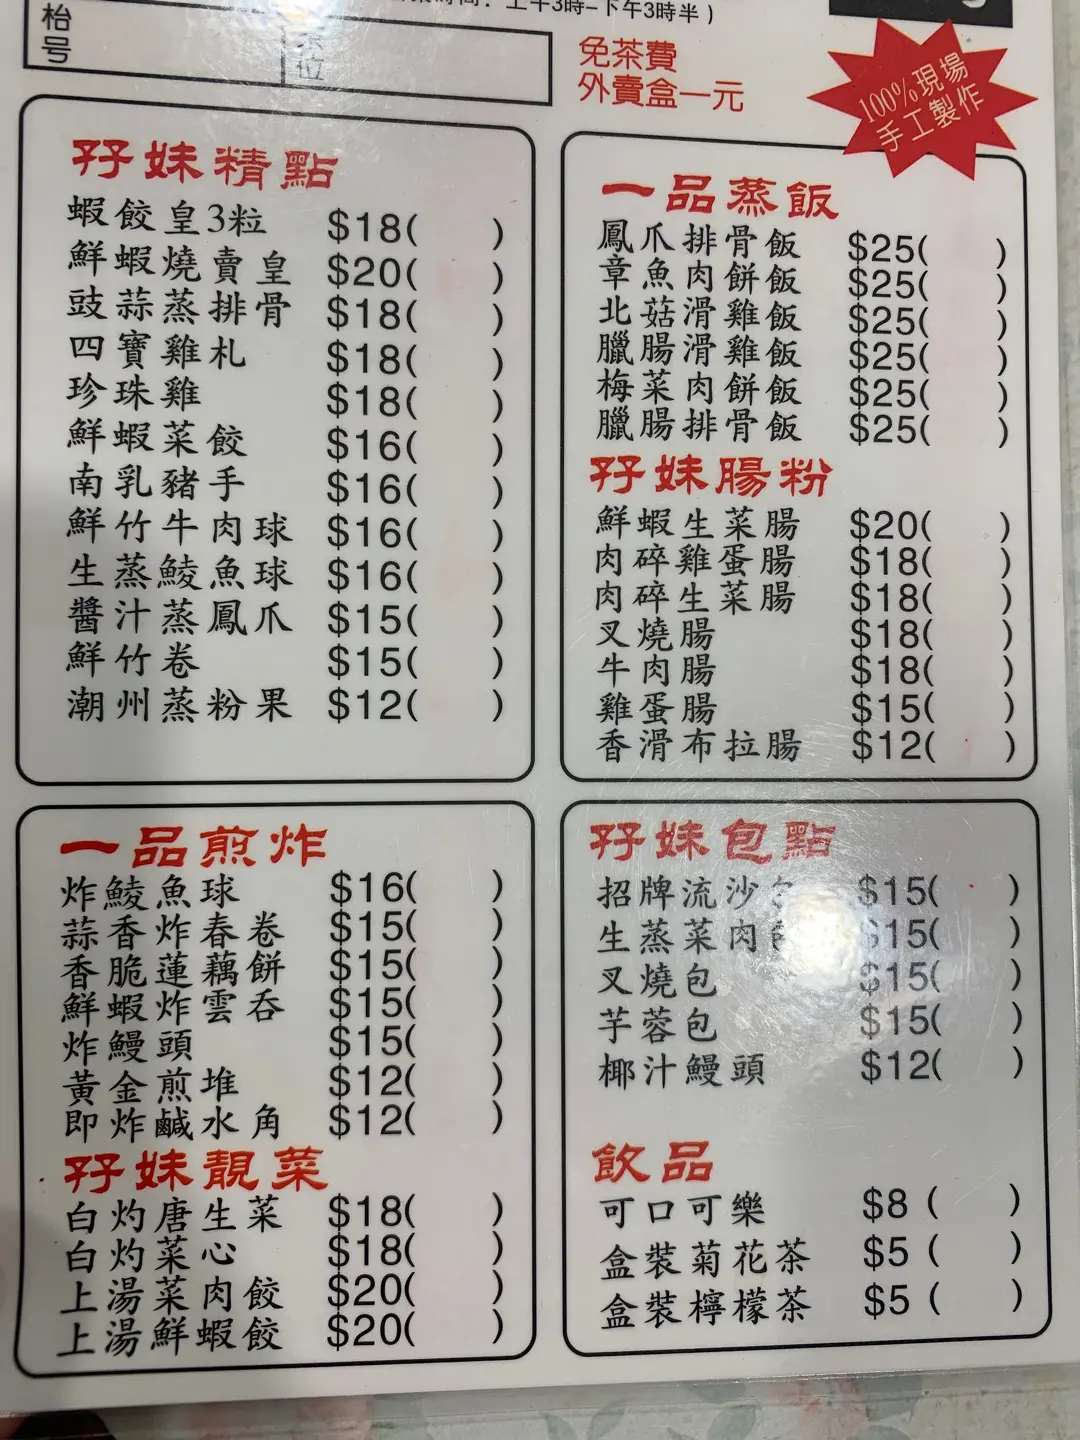 上午3時–下午3時半）
枱号
位
免茶費
外賣盒一元
100%現場
手工製作
孖妹精點
蝦餃皇3粒 $18( )
鮮蝦燒賣皇 $20( )
豉蒜蒸排骨 $18( )
四寶雞札 $18( )
珍珠雞 $18( )
鮮蝦菜餃 $16( )
南乳豬手 $16( )
鮮竹牛肉球 $16( )
生蒸鯪魚球 $16( )
醬汁蒸鳳爪 $15( )
鮮竹卷 $15( )
潮州蒸粉果 $12( )
一品蒸飯
鳳爪排骨飯 $25( )
章魚肉餅飯 $25( )
北菇滑雞飯 $25( )
臘腸滑雞飯 $25( )
梅菜肉餅飯 $25( )
臘腸排骨飯 $25( )
孖妹腸粉
鮮蝦生菜腸 $20( )
肉碎雞蛋腸 $18( )
肉碎生菜腸 $18( )
叉燒腸 $18( )
牛肉腸 $18( )
雞蛋腸 $15( )
香滑布拉腸 $12( )
一品煎炸
炸鯪魚球 $16( )
蒜香炸春卷 $15( )
香脆蓮藕餅 $15( )
鮮蝦炸雲吞 $15( )
炸饅頭 $15( )
黃金煎堆 $12( )
即炸鹹水角 $12( )
孖妹靚菜
白灼唐生菜 $18( )
白灼菜心 $18( )
上湯菜肉餃 $20( )
上湯鮮蝦餃 $20( )
孖妹包點
招牌流沙包 $15( )
生蒸菜肉 $15( )
叉燒包 $15( )
芋蓉包 $15( )
椰汁饅頭 $12( )
飲品
可口可樂 $8 ( )
盒裝菊花茶 $5 ( )
盒裝檸檬茶 $5 ( )